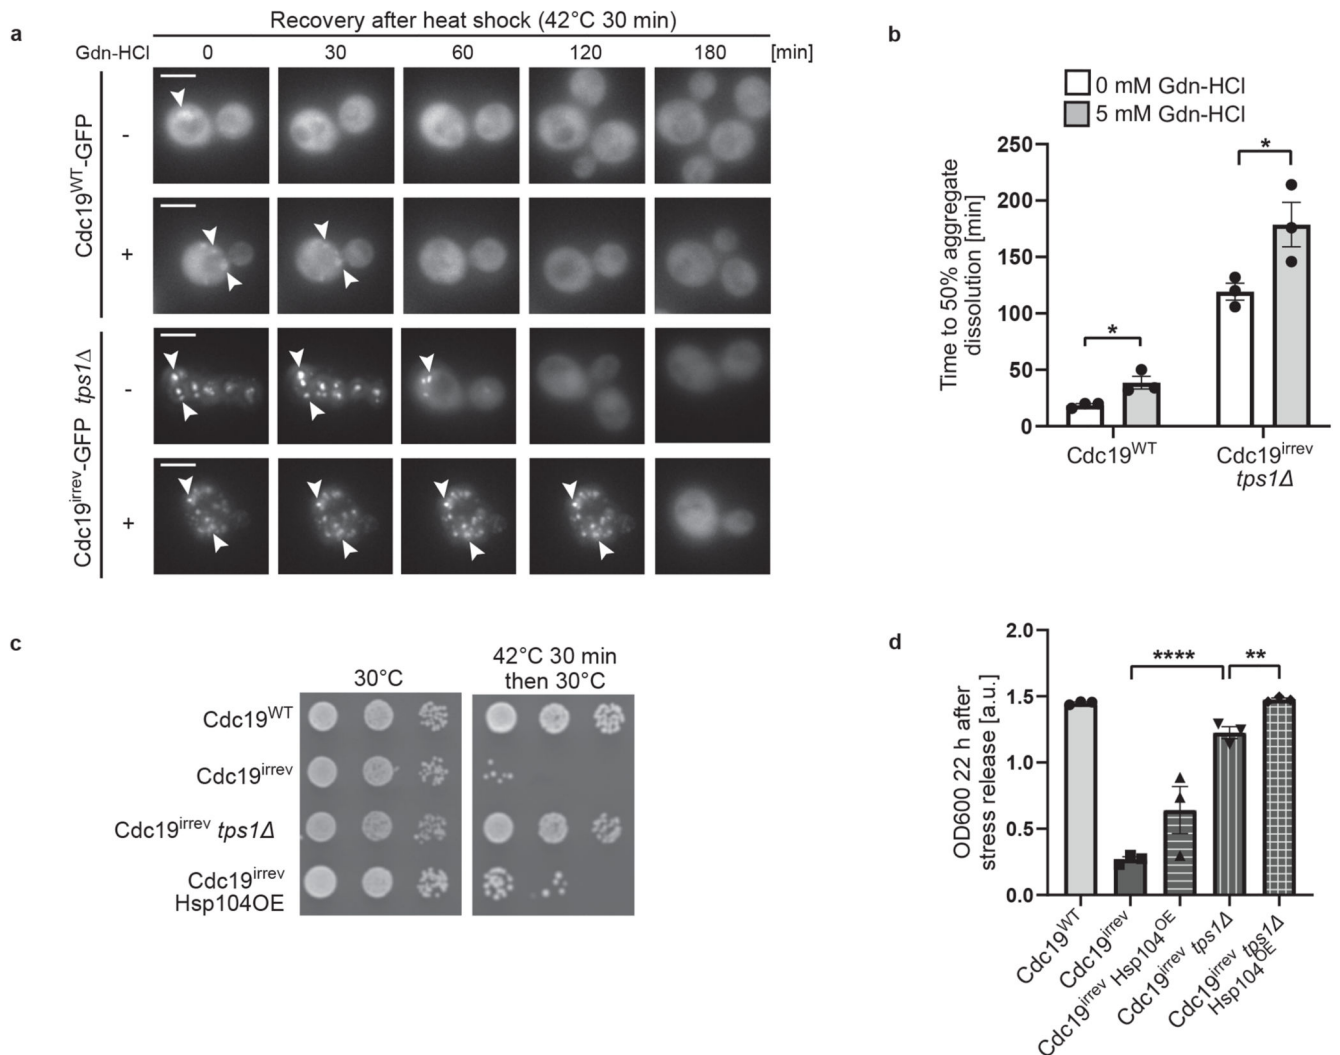 a
Recovery after heat shock (42°C 30 min)
Gdn-HCl 0 30 60 120 180 [min]
Cdc19WT-GFP
-
+
Cdc19irrev-GFP tps1Δ
-
+
b
0 mM Gdn-HCl
5 mM Gdn-HCl
Time to 50% aggregate
dissolution [min]
250
200
150
100
50
0
*
*
Cdc19WT
Cdc19irrev
tps1Δ
c
30°C
42°C 30 min
then 30°C
Cdc19WT
Cdc19irrev
Cdc19irrev tps1Δ
Cdc19irrev
Hsp104OE
d
OD600 22 h after
stress release [a.u.]
2.0
1.5
1.0
0.5
0.0
****
**
Cdc19WT
Cdc19irrev
Cdc19irrev Hsp104OE
Cdc19irrev tps1Δ
Cdc19irrev tps1Δ
Hsp104OE